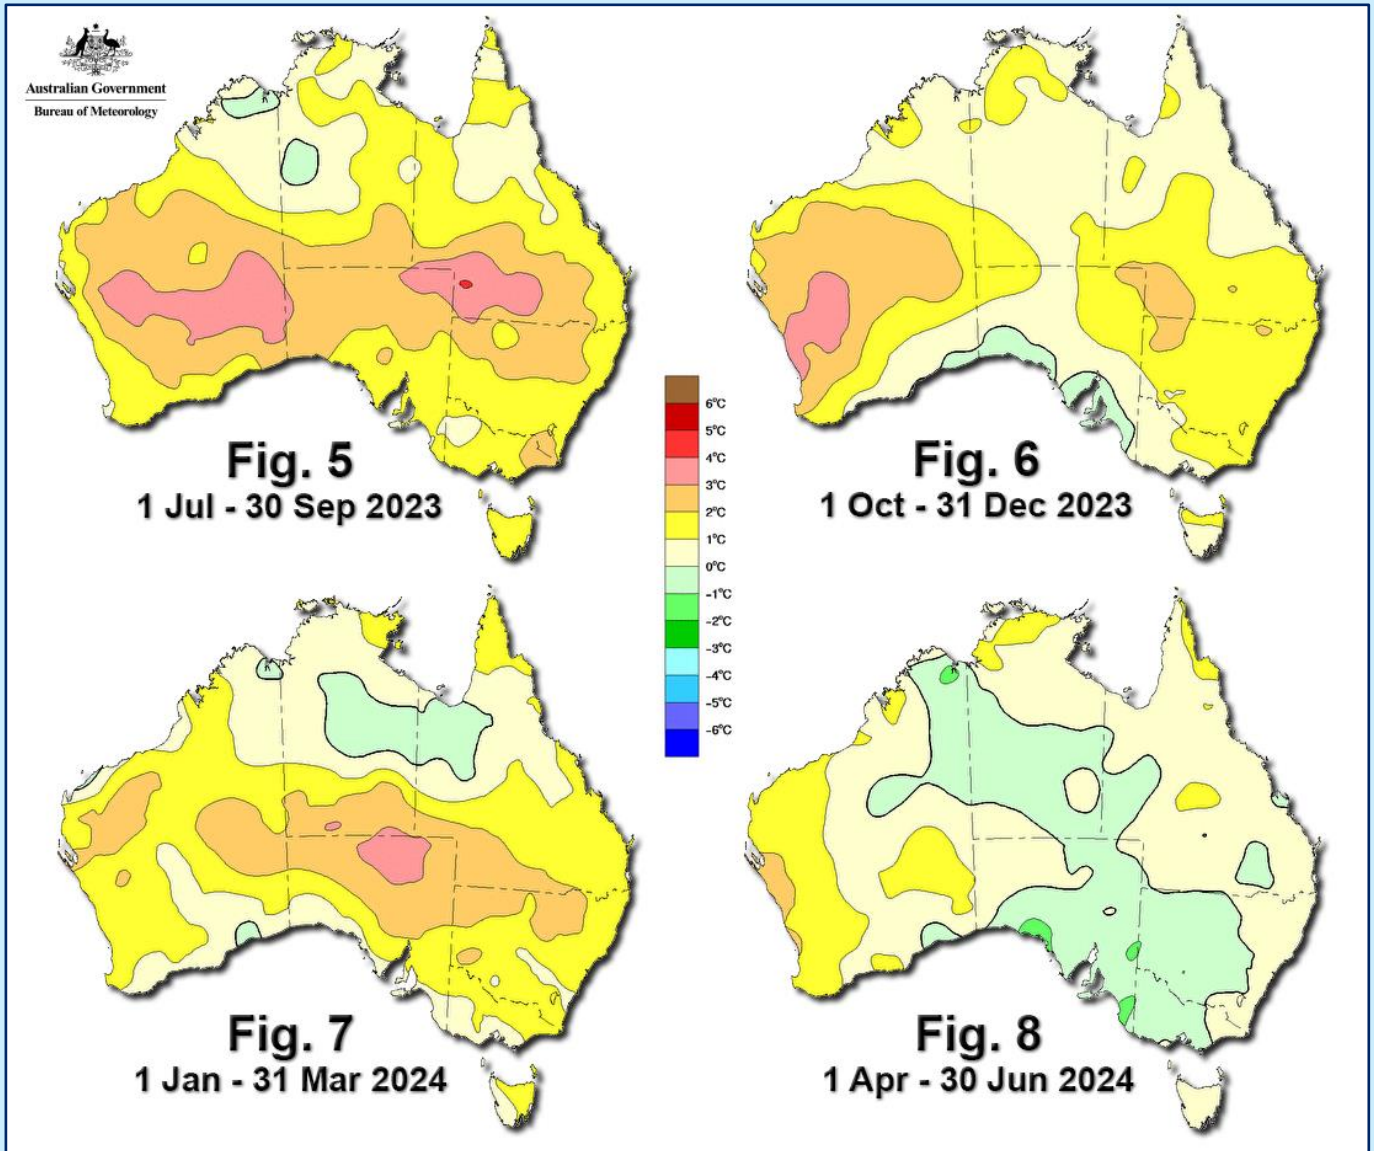 Australian Government
Bureau of Meteorology
Fig. 5
1 Jul - 30 Sep 2023
Fig. 6
1 Oct - 31 Dec 2023
6°C
5°C
4°C
3°C
2°C
1°C
0°C
-1°C
-2°C
-3°C
-4°C
-5°C
-6°C
Fig. 7
1 Jan - 31 Mar 2024
Fig. 8
1 Apr - 30 Jun 2024